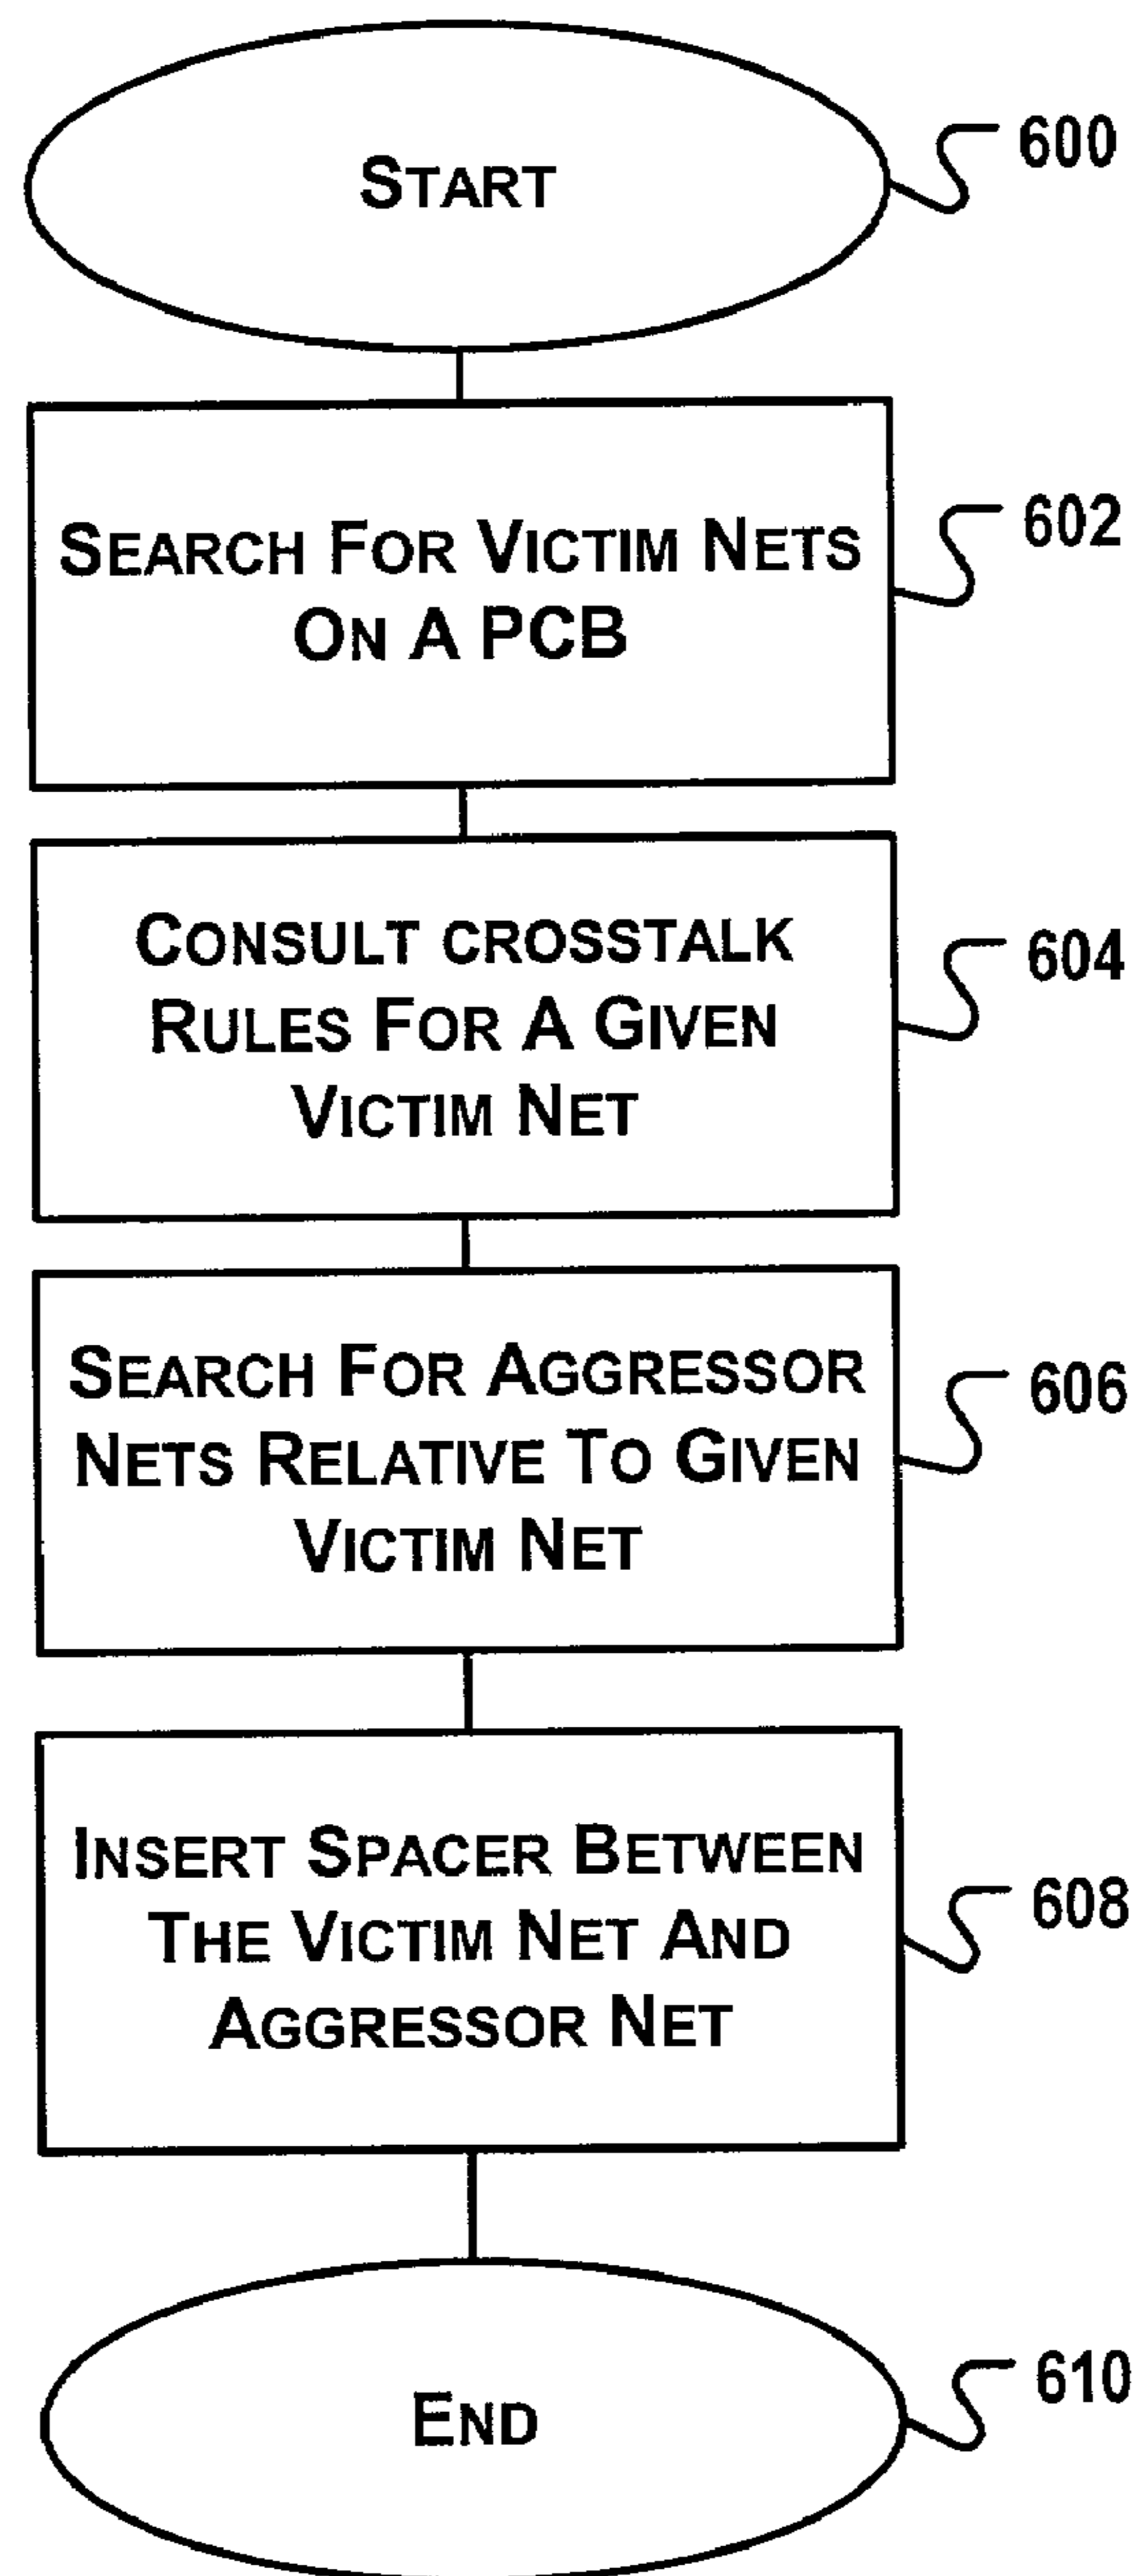 START
600
SEARCH FOR VICTIM NETS
ON A PCB
602
CONSULT CROSSTALK
RULES FOR A GIVEN
VICTIM NET
604
SEARCH FOR AGGRESSOR
NETS RELATIVE TO GIVEN
VICTIM NET
606
INSERT SPACER BETWEEN
THE VICTIM NET AND
AGGRESSOR NET
608
END
610